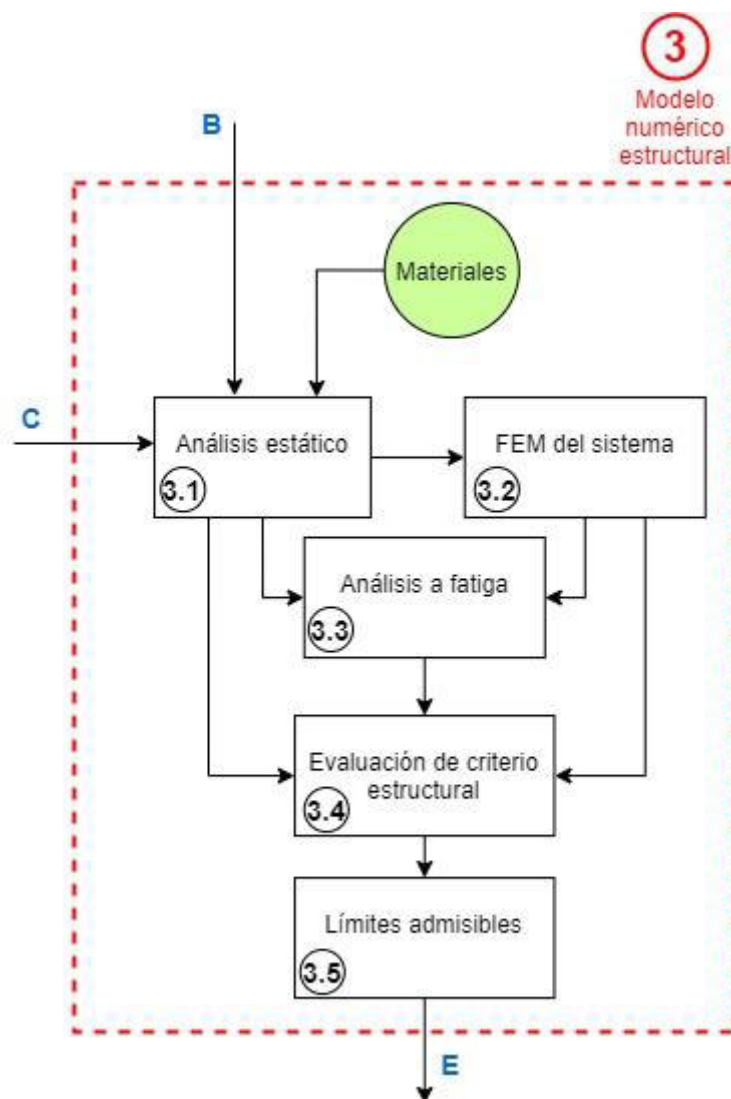 3
Modelo
numérico
estructural
B
Materiales
C
Análisis estático
3.1
FEM del sistema
3.2
Análisis a fatiga
3.3
Evaluación de criterio
estructural
3.4
Límites admisibles
3.5
E